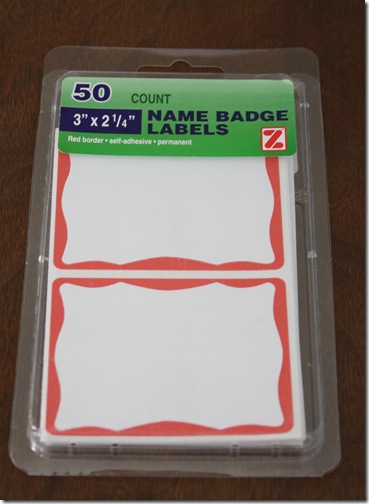 50 COUNT
3" x 2 1/4" NAME BADGE
LABELS
Red border • self-adhesive • permanent
Z